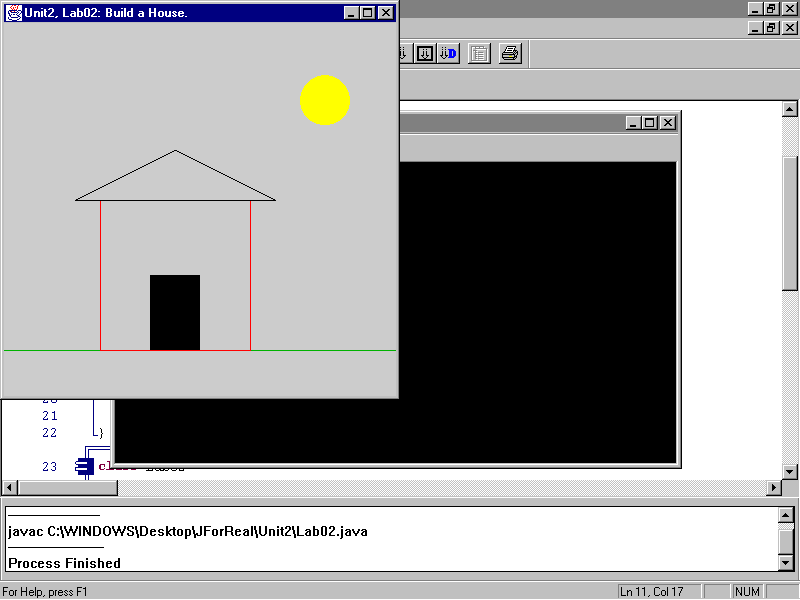 Unit2, Lab02: Build a House.
D
21
22
}
23
javac C:\WINDOWS\Desktop\JForReal\Unit2\Lab02.java
Process Finished
For Help, press F1
Ln 11, Col 17
NUM